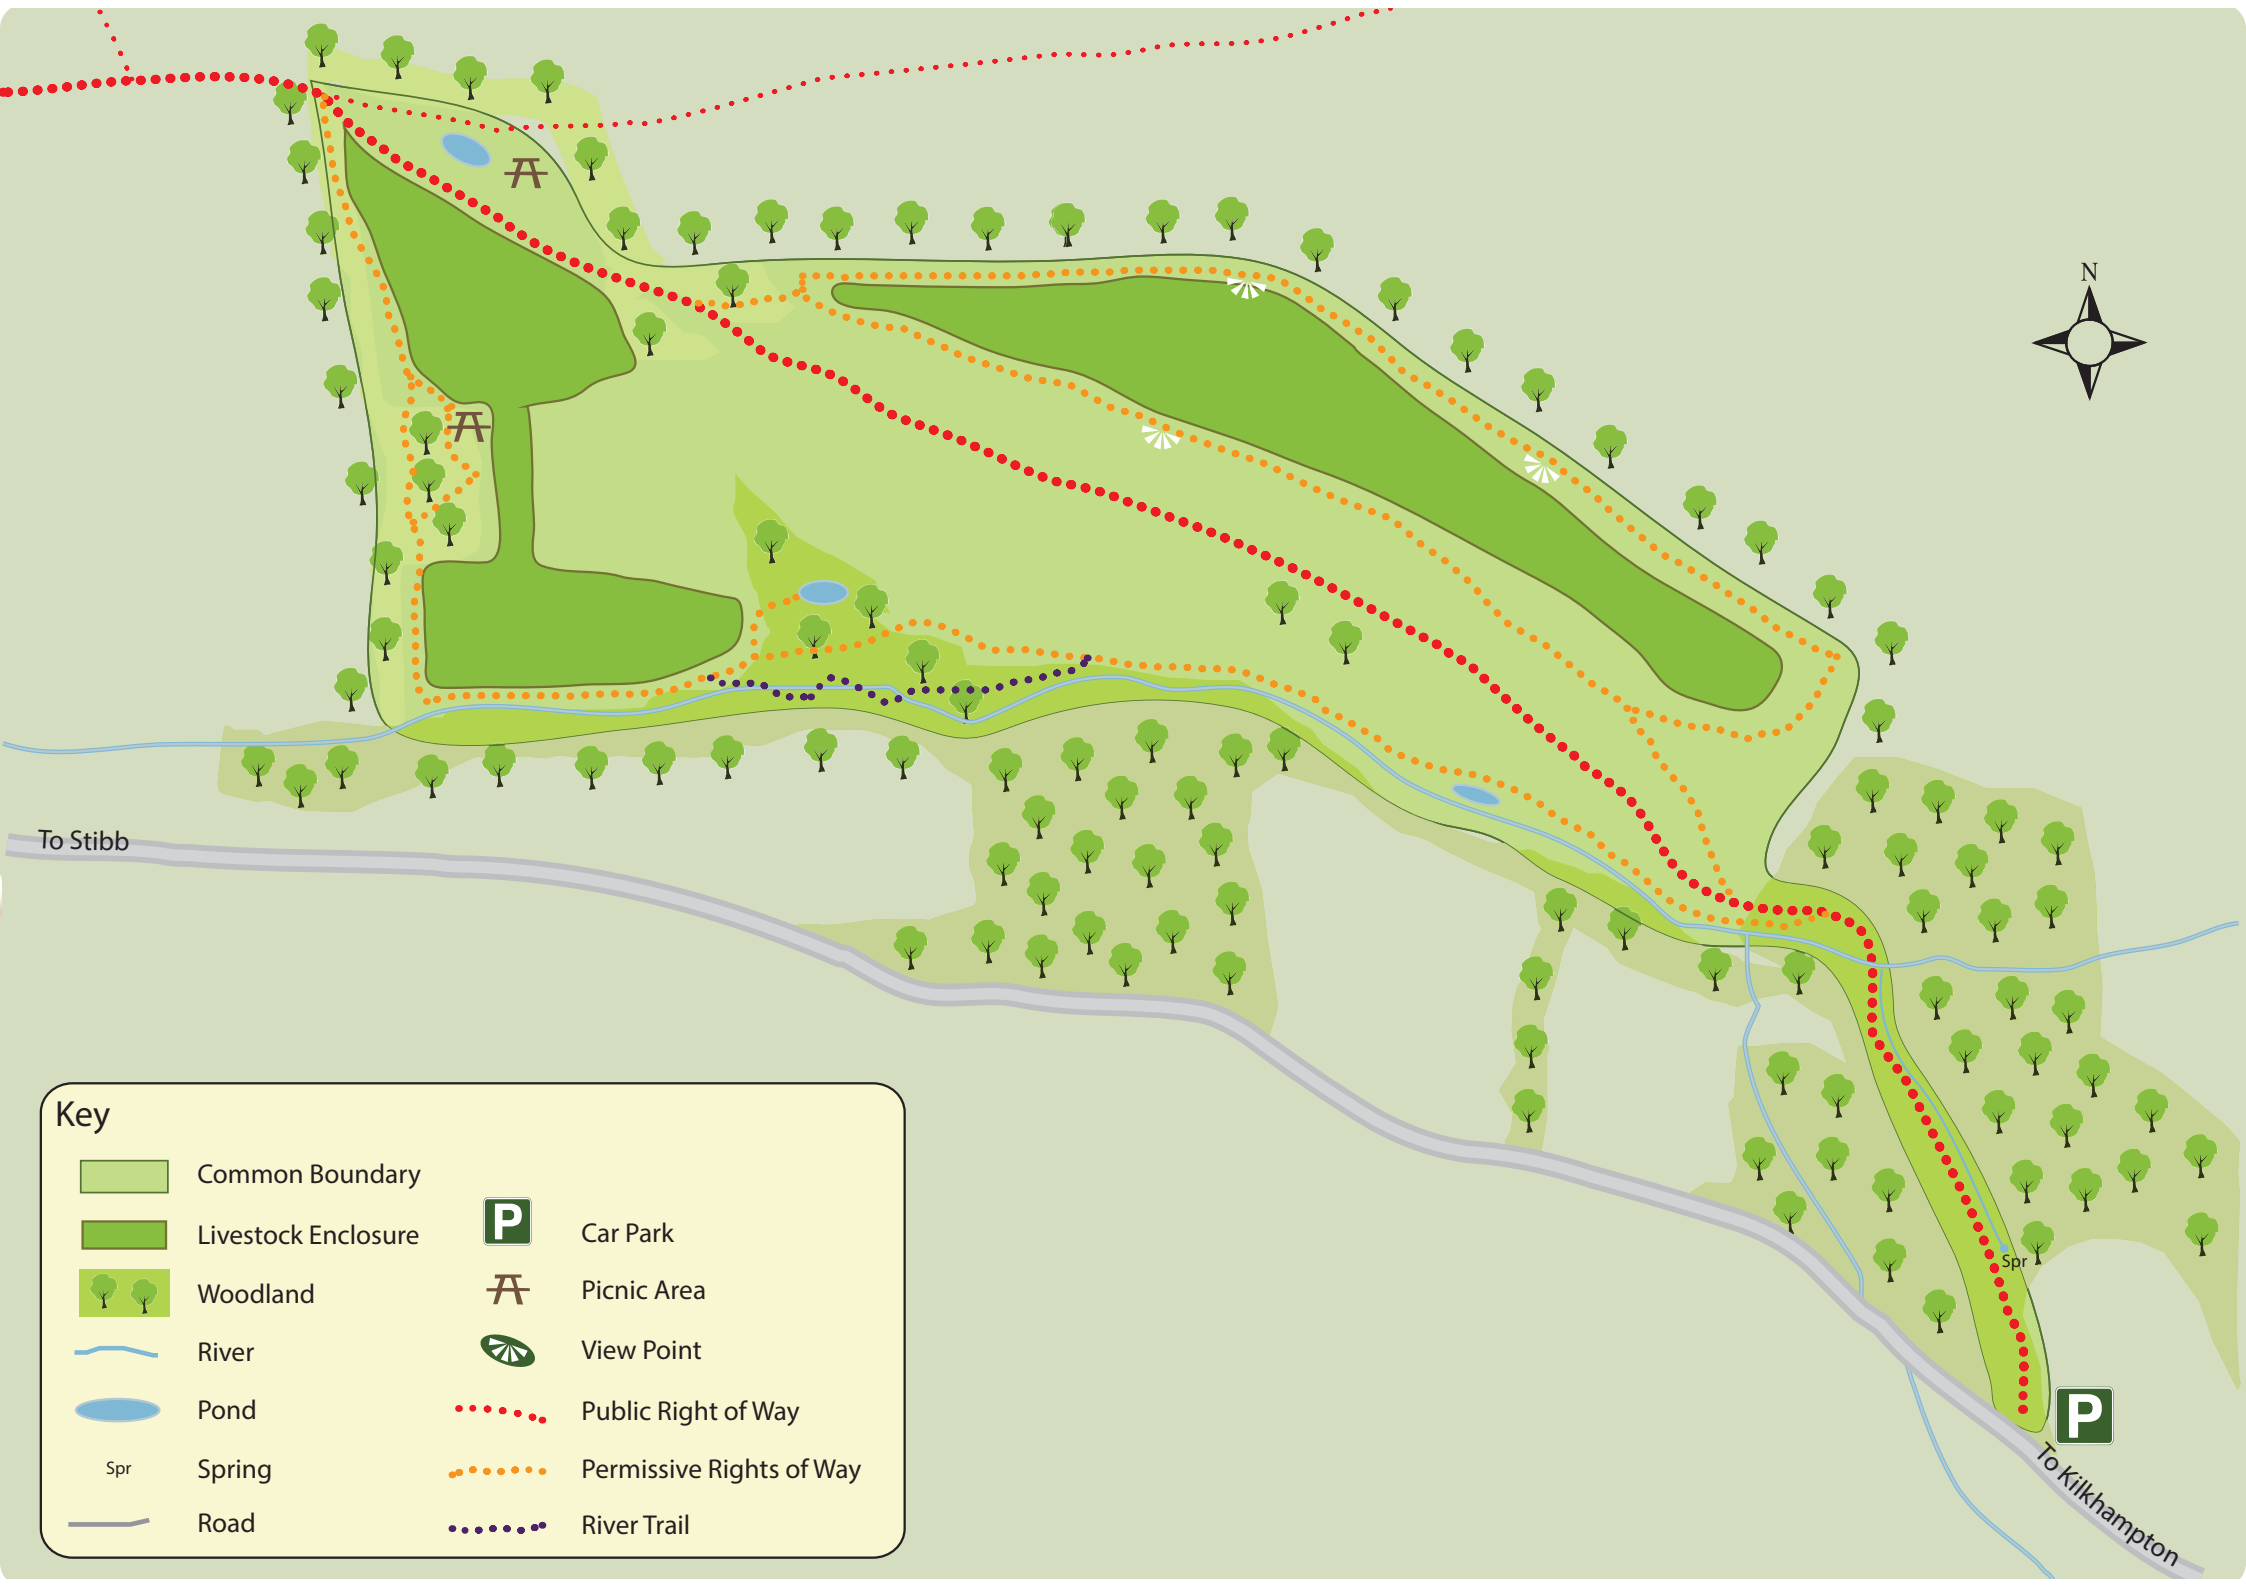 N
To Stibb
Key
Common Boundary
Livestock Enclosure
Woodland
River
Pond
Spr
Spring
Road
P
Car Park
Picnic Area
View Point
Public Right of Way
Permissive Rights of Way
River Trail
Spr
P
To Kilkhampton